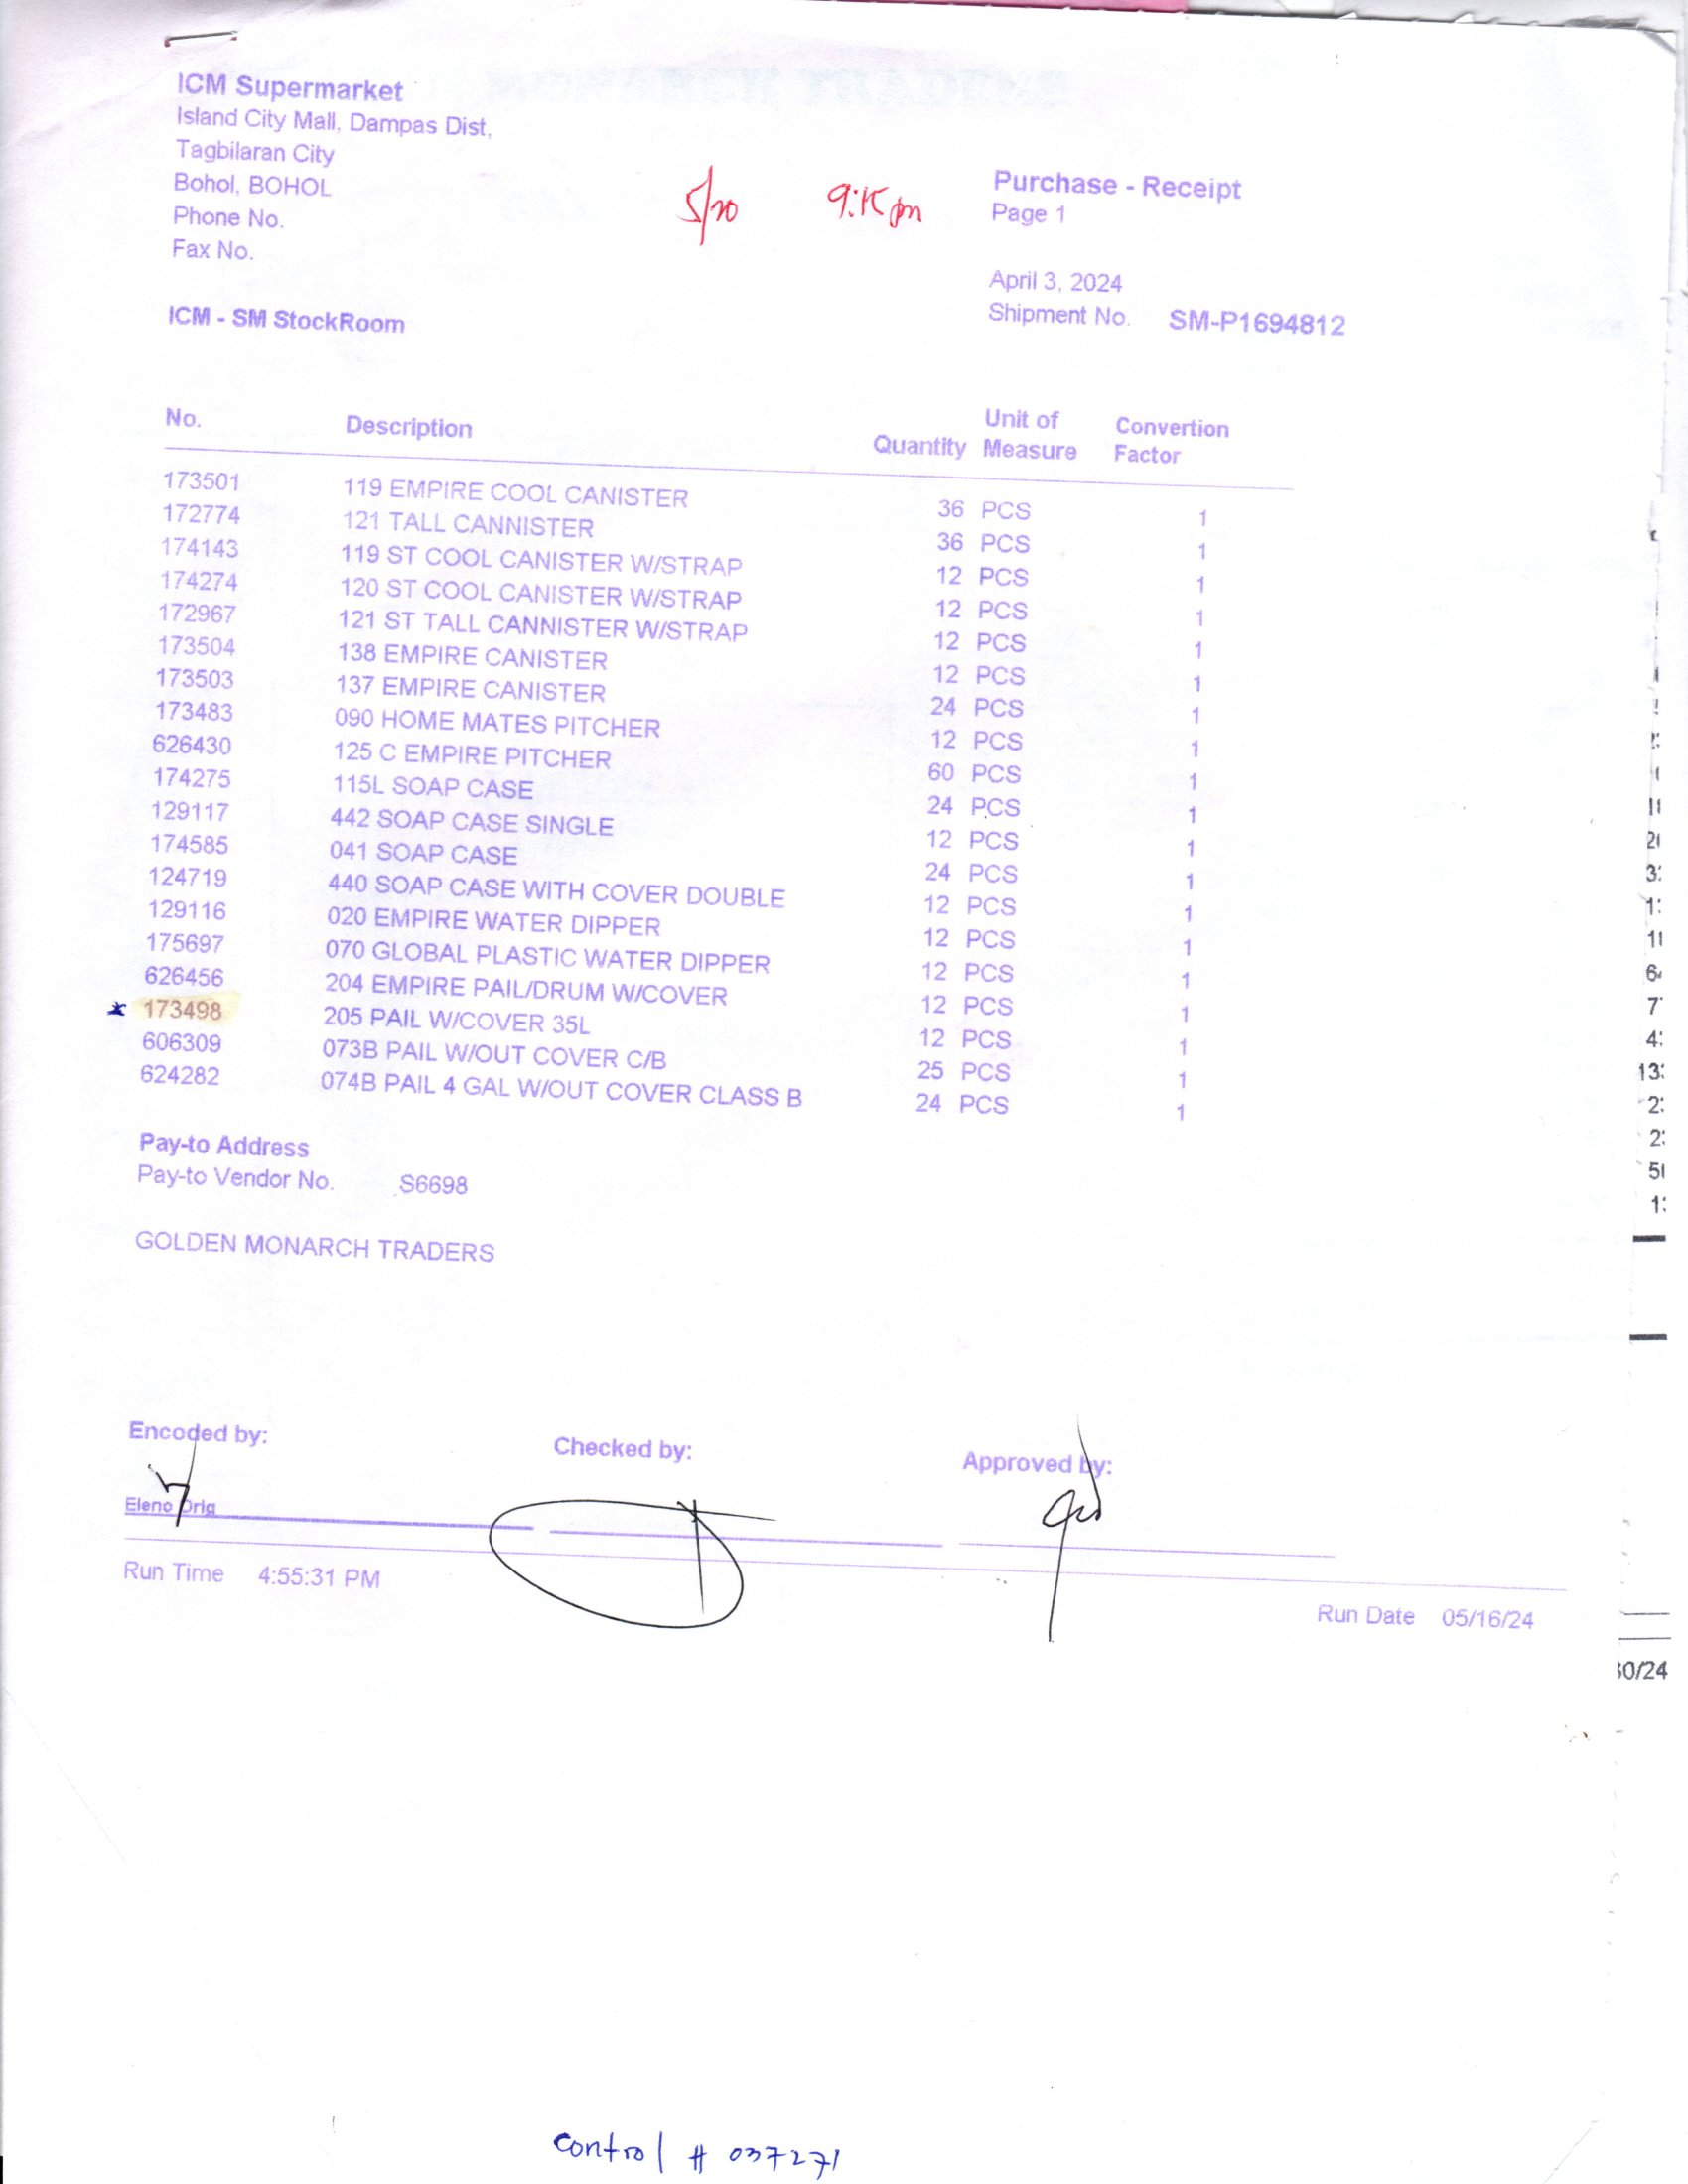 ICM Supermarket
Island City Mall, Dampas Dist,
Tagbilaran City
Bohol, BOHOL
Phone No.
Fax No.
5/20 9:15 pm
Purchase - Receipt
Page 1
April 3, 2024
Shipment No. SM-P1694812
ICM - SM StockRoom
No. Description Quantity Unit of Measure Convertion Factor
173501 119 EMPIRE COOL CANISTER 36 PCS 1
172774 121 TALL CANNISTER 36 PCS 1
174143 119 ST COOL CANISTER W/STRAP 12 PCS 1
174274 120 ST COOL CANISTER W/STRAP 12 PCS 1
172967 121 ST TALL CANNISTER W/STRAP 12 PCS 1
173504 138 EMPIRE CANISTER 12 PCS 1
173503 137 EMPIRE CANISTER 24 PCS 1
173483 090 HOME MATES PITCHER 12 PCS 1
626430 125 C EMPIRE PITCHER 60 PCS 1
174275 115L SOAP CASE 24 PCS 1
129117 442 SOAP CASE SINGLE 12 PCS 1
174585 041 SOAP CASE 24 PCS 1
124719 440 SOAP CASE WITH COVER DOUBLE 12 PCS 1
129116 020 EMPIRE WATER DIPPER 12 PCS 1
175697 070 GLOBAL PLASTIC WATER DIPPER 12 PCS 1
626456 204 EMPIRE PAIL/DRUM W/COVER 12 PCS 1
* 173498 205 PAIL W/COVER 35L 12 PCS 1
606309 073B PAIL W/OUT COVER C/B 25 PCS 1
624282 074B PAIL 4 GAL W/OUT COVER CLASS B 24 PCS 1
Pay-to Address
Pay-to Vendor No. S6698
GOLDEN MONARCH TRADERS
Encoded by: Checked by: Approved by:
Eleno Orig
Run Time 4:55:31 PM
Run Date 05/16/24
30/24
Control # 037271